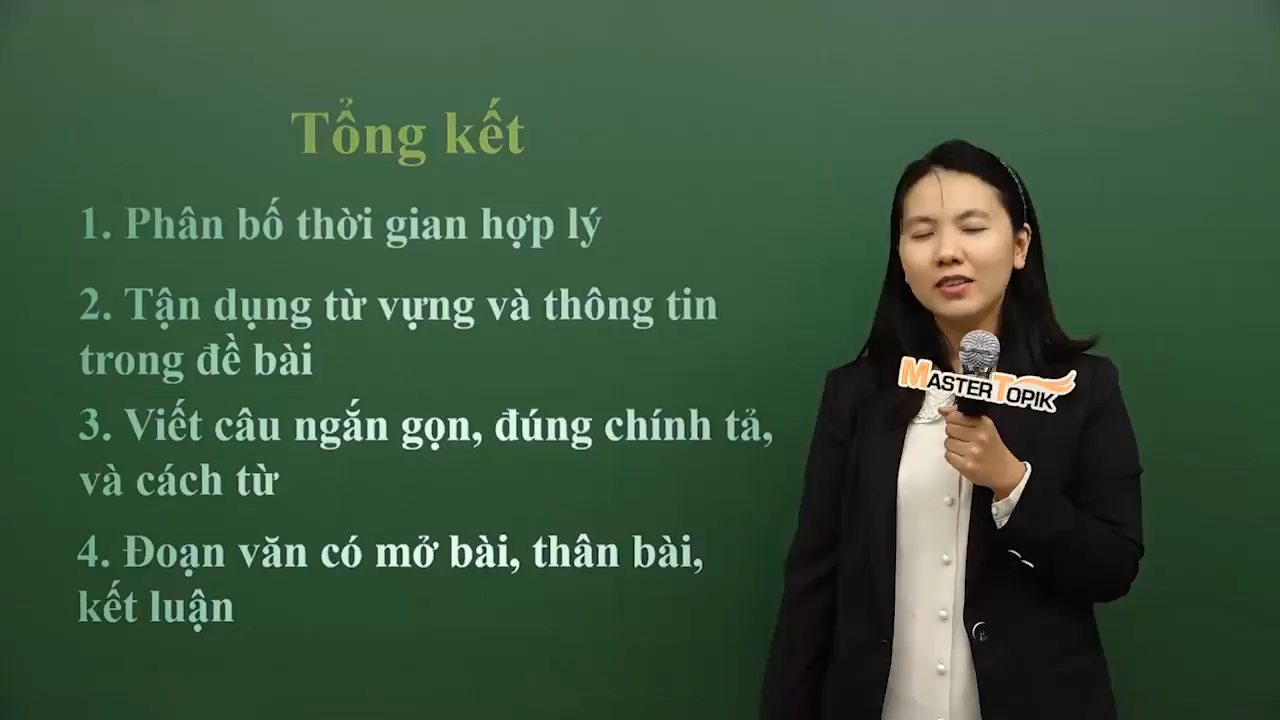 Tổng kết
1. Phân bố thời gian hợp lý
2. Tận dụng từ vựng và thông tin
trong đề bài
3. Viết câu ngắn gọn, đúng chính tả,
và cách từ
4. Đoạn văn có mở bài, thân bài,
kết luận
MASTER TOPIK